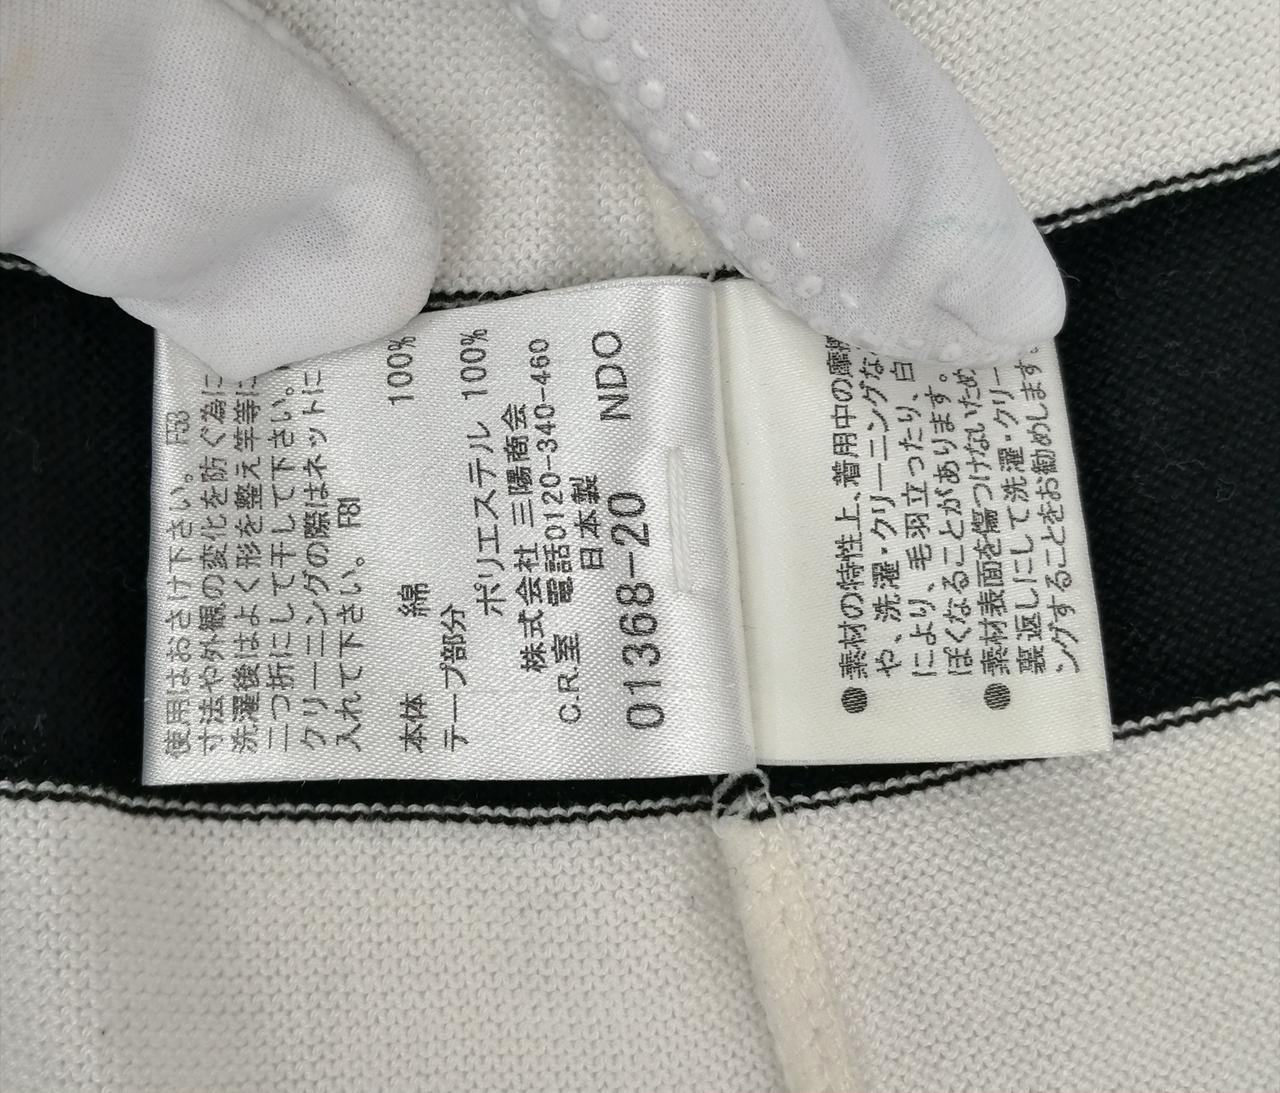 使用はおさけ下さい。 F83
寸法や外観の変化を防ぐ為に
洗濯後はよく形を整え竿等に
二つ折にして干して下さい。
クリーニングの際はネットに
入れて下さい。 F81
本体 綿 100%
テープ部分
ポリエステル 100%
株式会社 三陽商会
C.R.室 電話0120-340-460
日本製
01368-20 NDO
●素材の特性上、着用中の摩擦
や、洗濯・クリーニングな
により、毛羽立ったり、白
ぽくなることがあります。
●素材表面を傷つけないため
裏返しにして洗濯・クリー
ングすることをお勧めします。